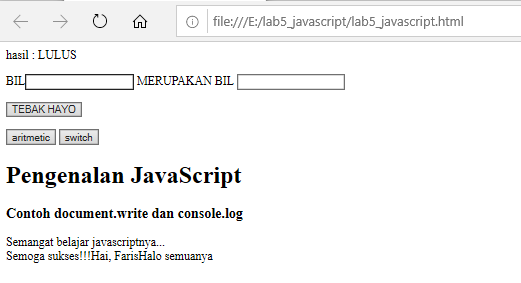 file:///E:/lab5_javascript/lab5_javascript.html
hasil : LULUS
BIL MERUPAKAN BIL
TEBAK HAYO
aritmetic switch
Pengenalan JavaScript
Contoh document.write dan console.log
Semangat belajar javascriptnya...
Semoga sukses!!!Hai, FarisHalo semuanya